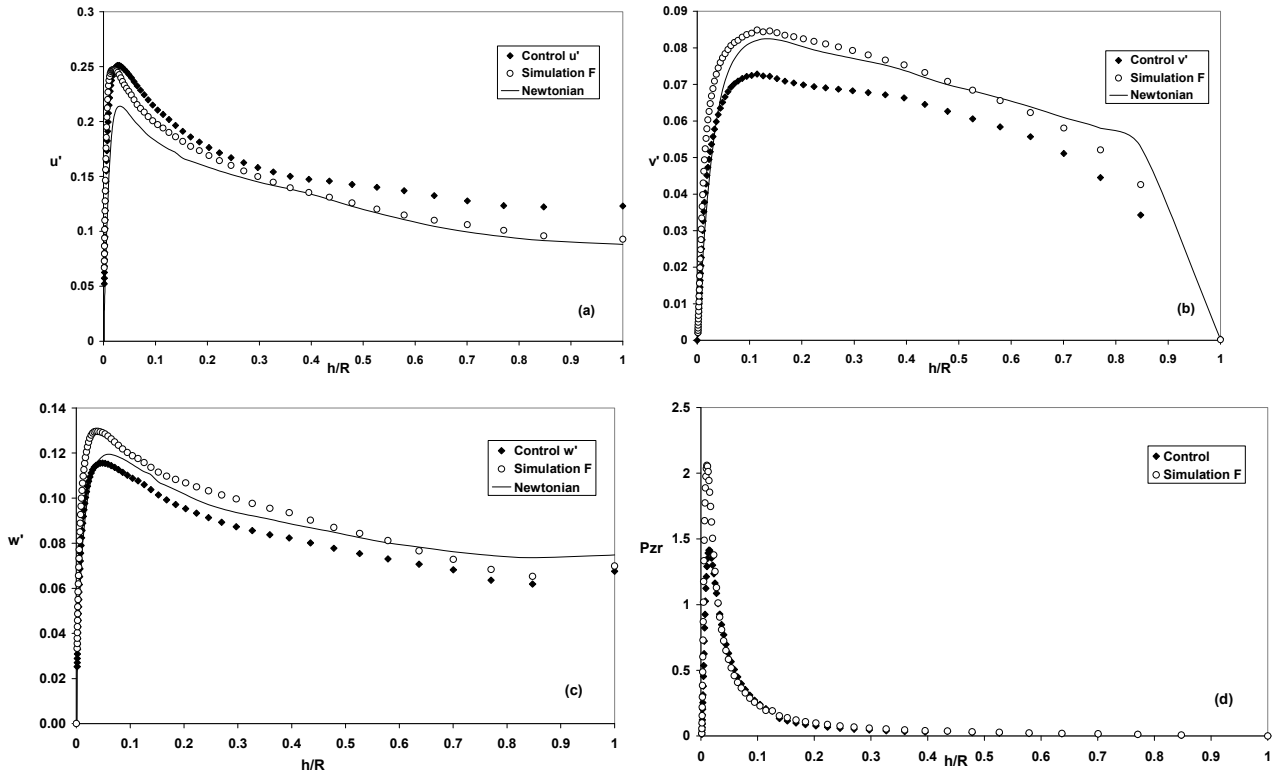 0.3
0.25
0.2
0.15
0.1
0.05
0
u'
Control u'
Simulation F
Newtonian
(a)
0 0.1 0.2 0.3 0.4 0.5 0.6 0.7 0.8 0.9 1
h/R
0.09
0.08
0.07
0.06
0.05
0.04
0.03
0.02
0.01
0
v'
Control v'
Simulation F
Newtonian
(b)
0 0.1 0.2 0.3 0.4 0.5 0.6 0.7 0.8 0.9 1
h/R
0.14
0.12
0.10
0.08
0.06
0.04
0.02
0.00
w'
Control w'
Simulation F
Newtonian
(c)
0 0.1 0.2 0.3 0.4 0.5 0.6 0.7 0.8 0.9 1
h/R
2.5
2
1.5
1
0.5
0
Pzr
Control
Simulation F
(d)
0 0.1 0.2 0.3 0.4 0.5 0.6 0.7 0.8 0.9 1
h/R